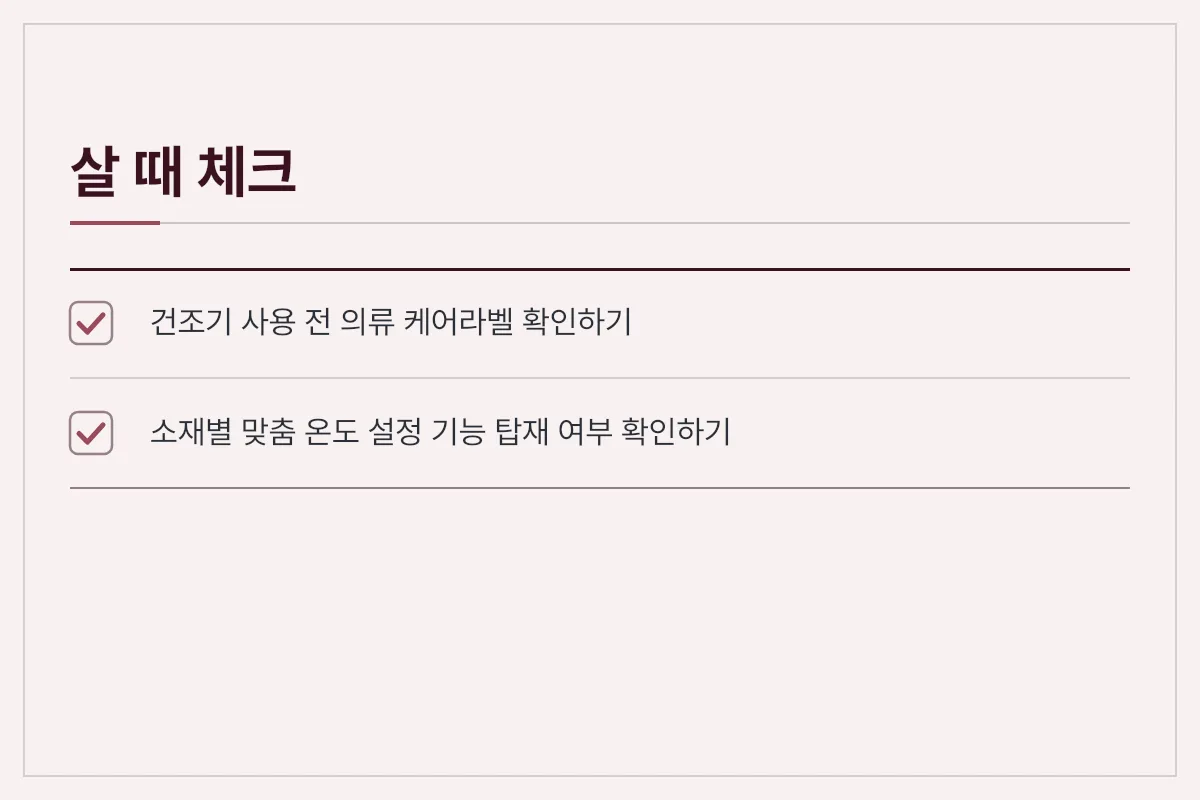 살 때 체크
건조기 사용 전 의류 케어라벨 확인하기
소재별 맞춤 온도 설정 기능 탑재 여부 확인하기